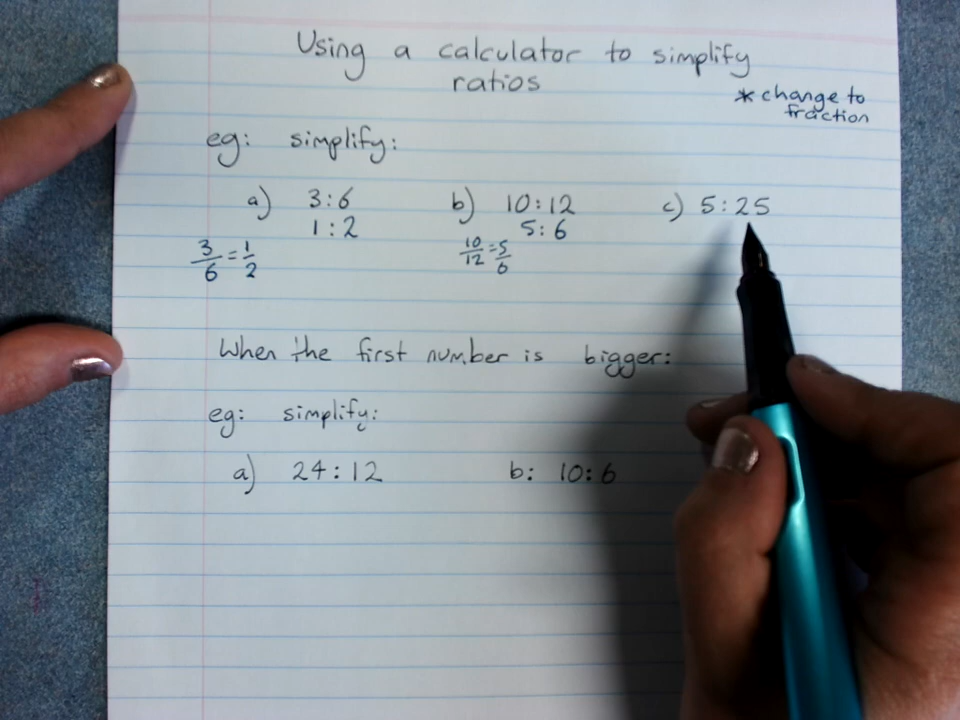 Using a calculator to simplify
ratios
* change to
fraction
eg: simplify:
a) 3:6
1:2
3/6 = 1/2
b) 10:12
5:6
10/12 = 5/6
c) 5:25
When the first number is bigger:
eg: simplify:
a) 24:12
b: 10:6